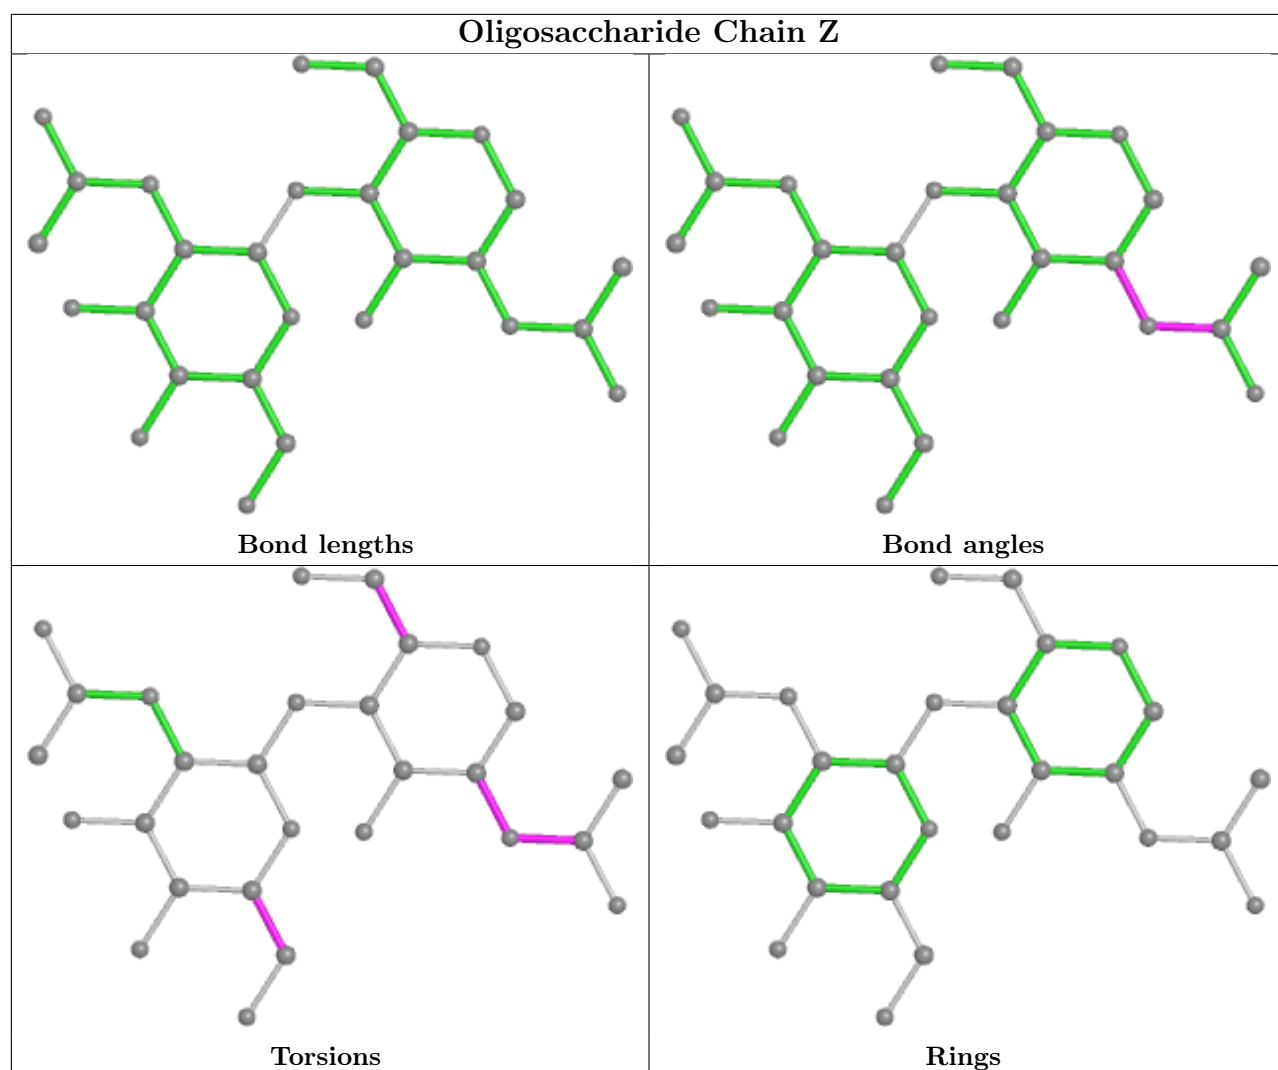 Oligosaccharide Chain Z
Bond lengths
Bond angles
Torsions
Rings